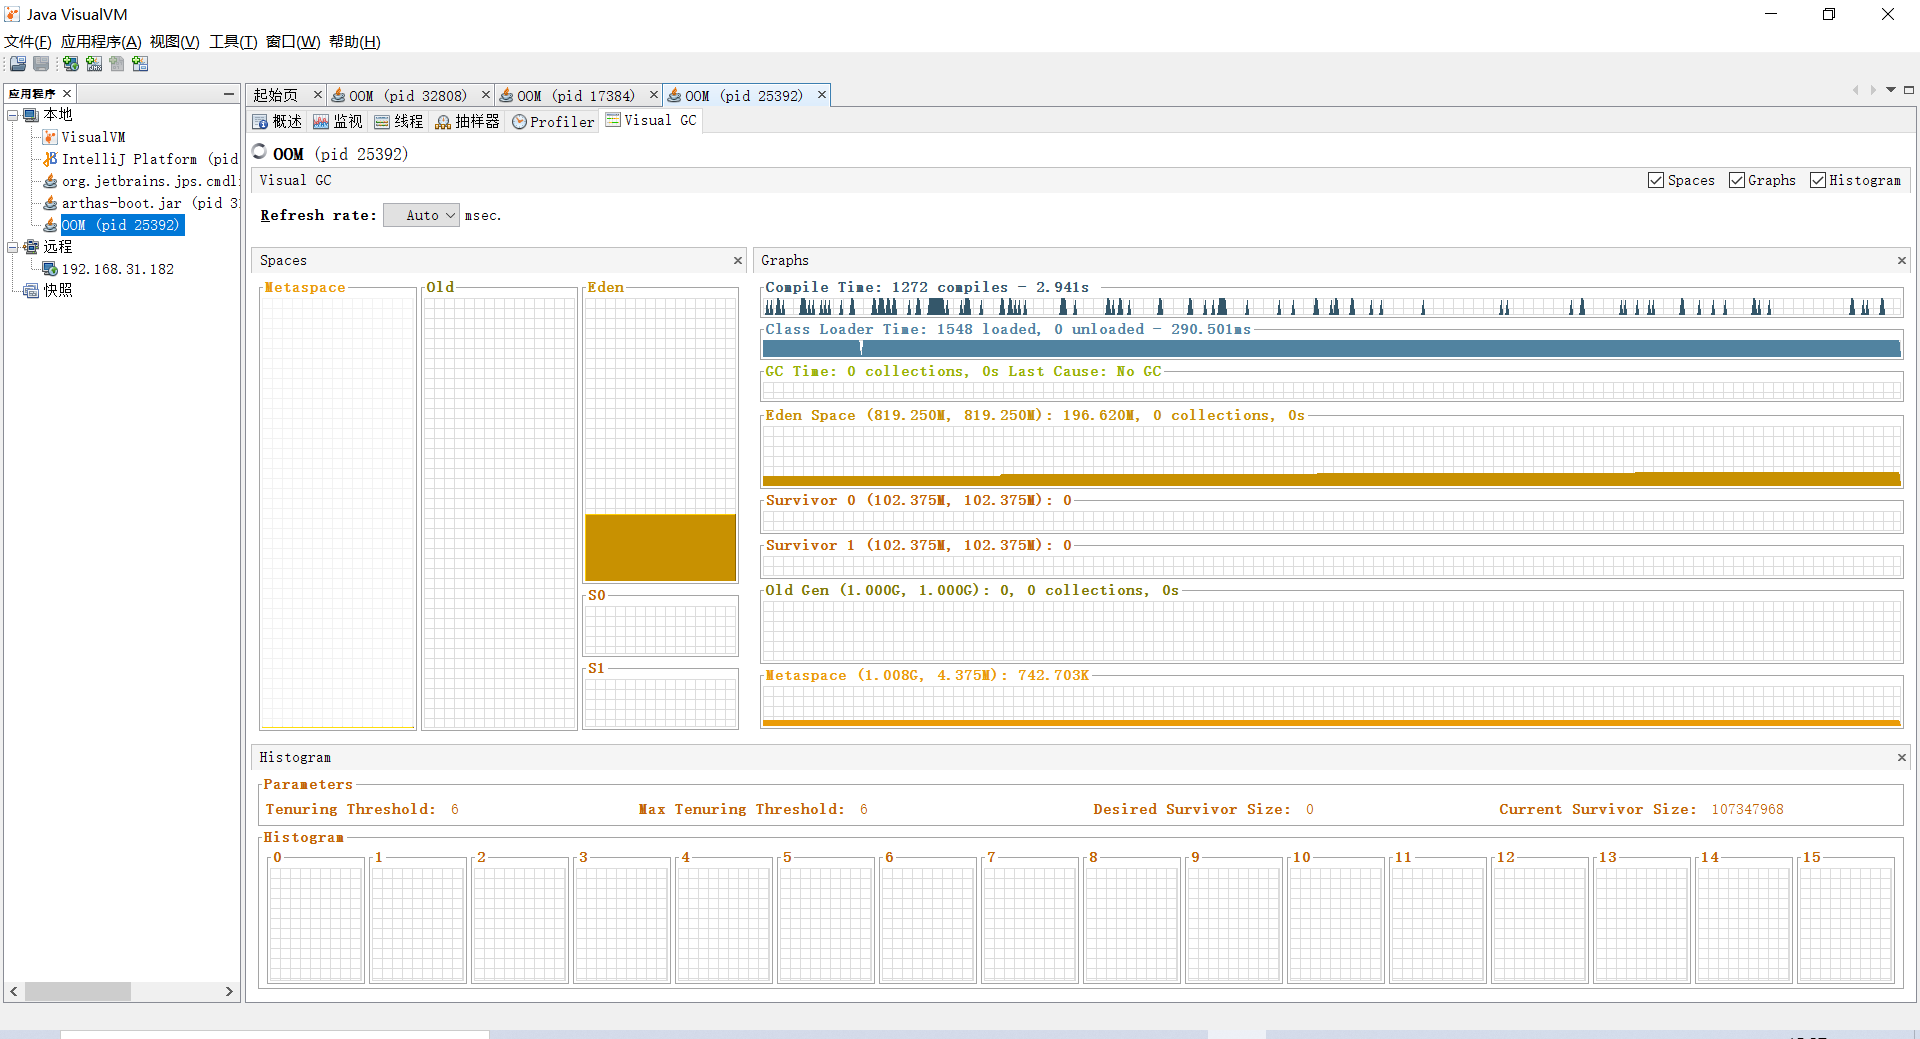 Java VisualVM
文件(F) 应用程序(A) 视图(V) 工具(T) 窗口(W) 帮助(H)
应用程序
本地
VisualVM
IntelliJ Platform (pid
org.jetbrains.jps.cmdl
arthas-boot.jar (pid 3
OOM (pid 25392)
远程
192.168.31.182
快照
起始页 OOM (pid 32808) OOM (pid 17384) OOM (pid 25392)
概述 监视 线程 抽样器 Profiler Visual GC
OOM (pid 25392)
Visual GC Spaces Graphs Histogram
Refresh rate: Auto msec.
Spaces
Metaspace Old Eden
S0
S1
Graphs
Compile Time: 1272 compiles - 2.941s
Class Loader Time: 1548 loaded, 0 unloaded - 290.501ms
GC Time: 0 collections, 0s Last Cause: No GC
Eden Space (819.250M, 819.250M): 196.620M, 0 collections, 0s
Survivor 0 (102.375M, 102.375M): 0
Survivor 1 (102.375M, 102.375M): 0
Old Gen (1.000G, 1.000G): 0, 0 collections, 0s
Metaspace (1.008G, 4.375M): 742.703K
Histogram
Parameters
Tenuring Threshold: 6 Max Tenuring Threshold: 6 Desired Survivor Size: 0 Current Survivor Size: 107347968
Histogram
0 1 2 3 4 5 6 7 8 9 10 11 12 13 14 15